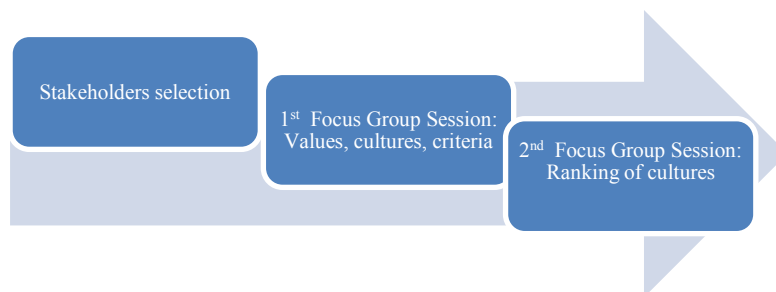 Stakeholders selection
1st Focus Group Session:
Values, cultures, criteria
2nd Focus Group Session:
Ranking of cultures